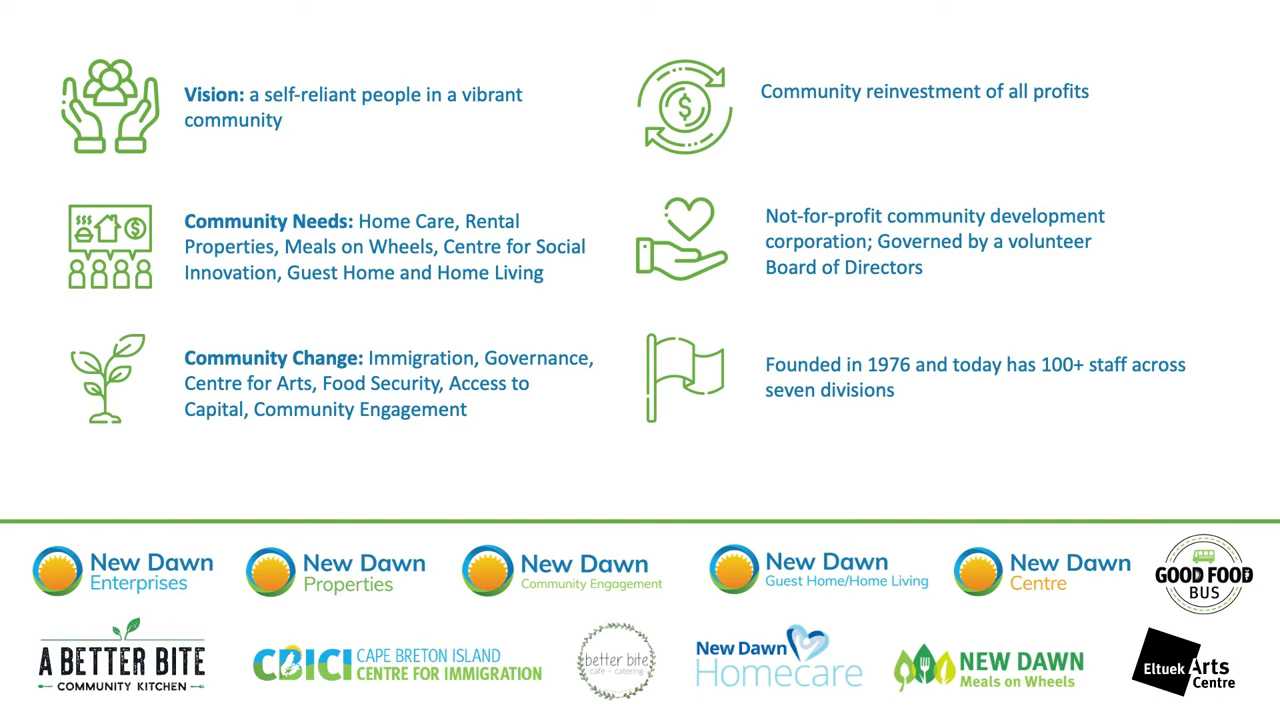 Vision: a self-reliant people in a vibrant
community
Community reinvestment of all profits
Community Needs: Home Care, Rental
Properties, Meals on Wheels, Centre for Social
Innovation, Guest Home and Home Living
Not-for-profit community development
corporation; Governed by a volunteer
Board of Directors
Community Change: Immigration, Governance,
Centre for Arts, Food Security, Access to
Capital, Community Engagement
Founded in 1976 and today has 100+ staff across
seven divisions
New Dawn
Enterprises
New Dawn
Properties
New Dawn
Community Engagement
New Dawn
Guest Home/Home Living
New Dawn
Centre
GOOD FOOD
BUS
A BETTER BITE
COMMUNITY KITCHEN
CBICI
CAPE BRETON ISLAND
CENTRE FOR IMMIGRATION
better bite
cafe + catering
New Dawn
Homecare
NEW DAWN
Meals on Wheels
Eltuek Arts
Centre